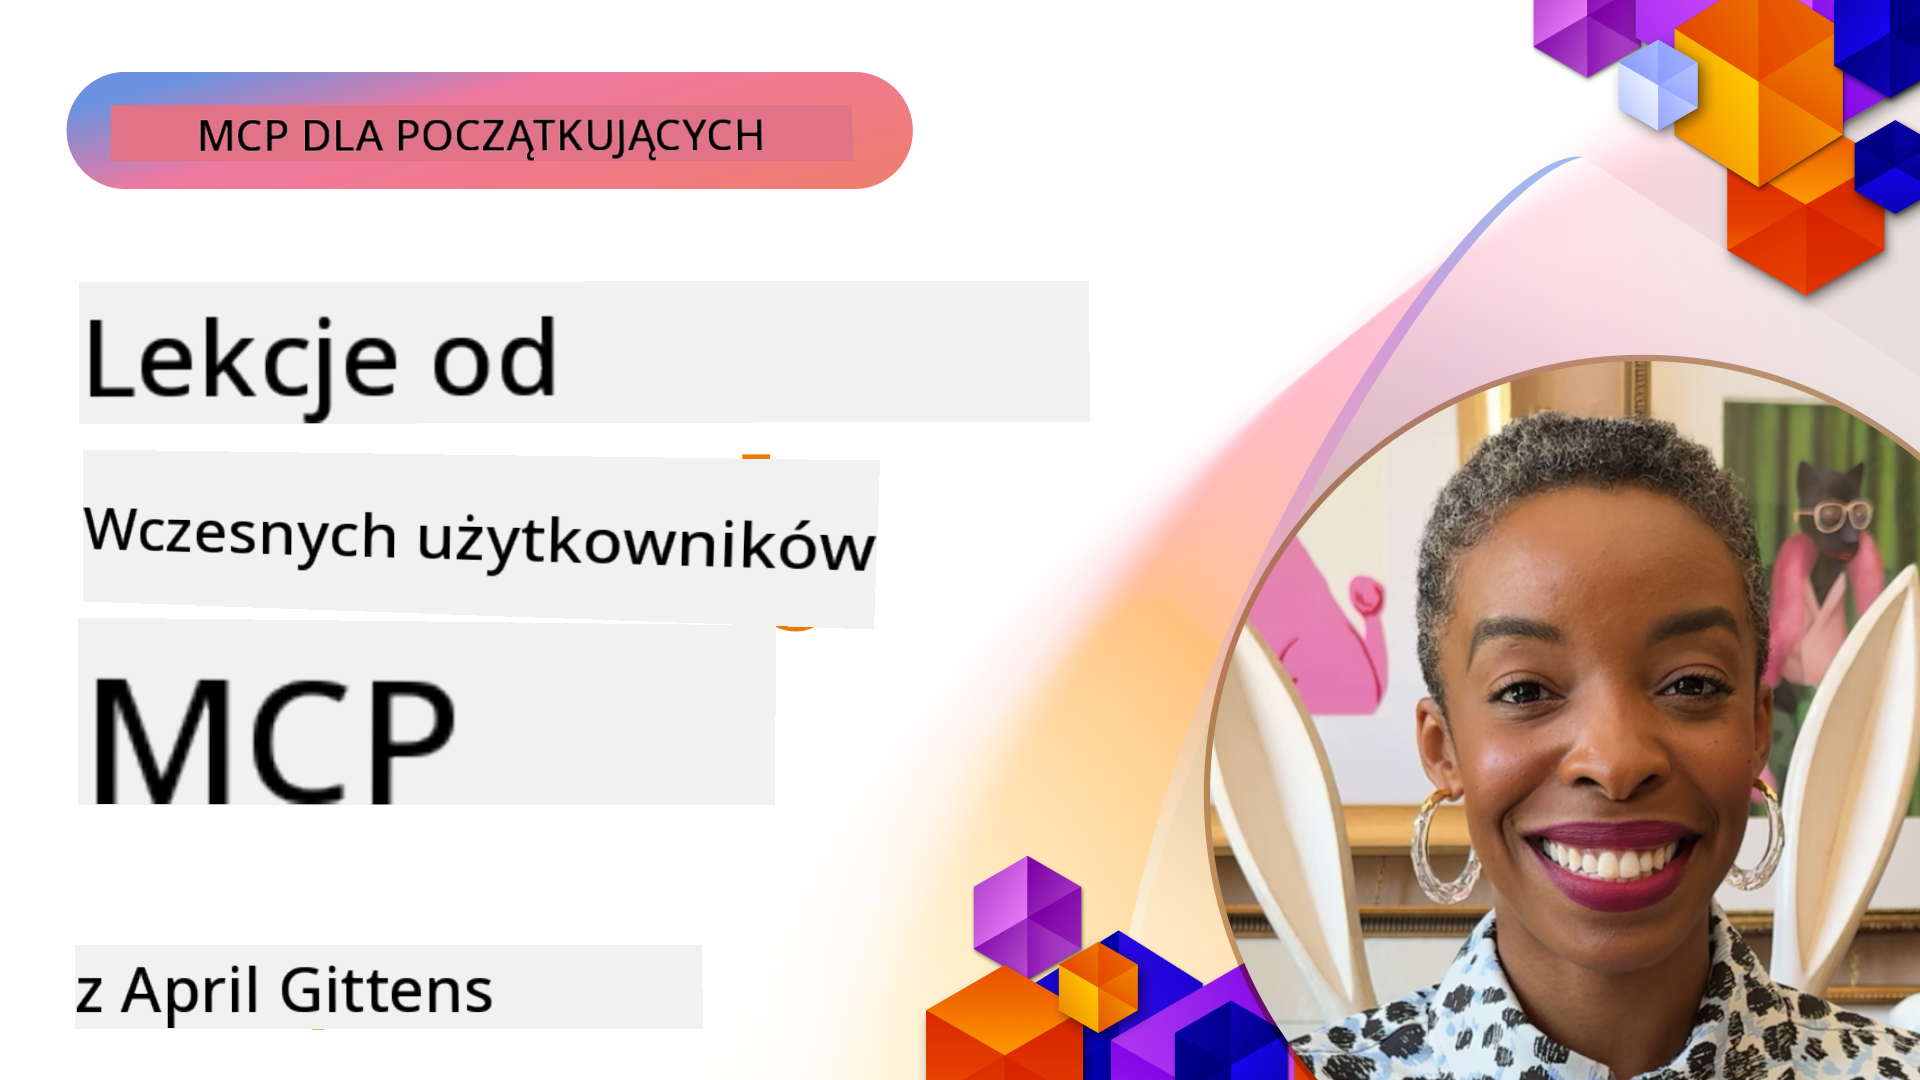 MCP DLA POCZĄTKUJĄCYCH
Lekcje od
Wczesnych użytkowników
MCP
z April Gittens